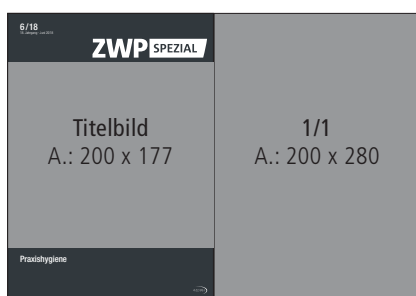 6/18
ZWP SPEZIAL
Titelbild
A.: 200 x 177
1/1
A.: 200 x 280
Praxishygiene